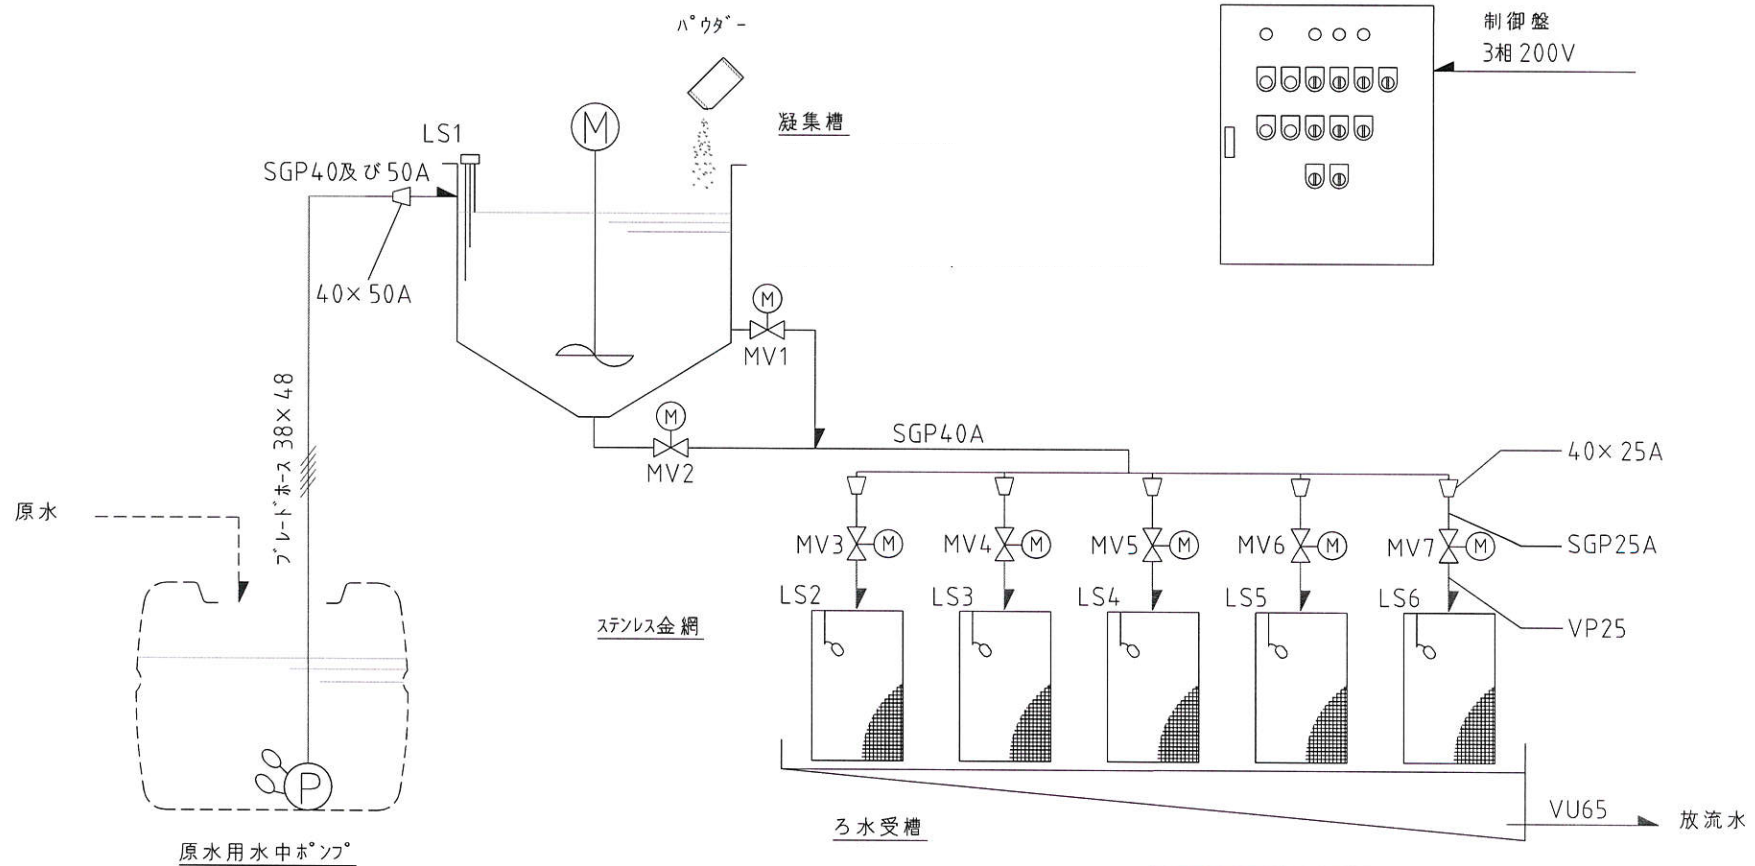 パウダー
制御盤
3相 200V
凝集槽
LS1
M
SGP40及び50A
40×50A
M
MV1
ブレードホース 38×48
M
MV2
SGP40A
40×25A
原水
MV3
M
MV4
M
MV5
M
MV6
M
MV7
M
SGP25A
LS2
LS3
LS4
LS5
LS6
ステンレス金網
VP25
P
VU65
放流水
ろ水受槽
原水用水中ポンプ